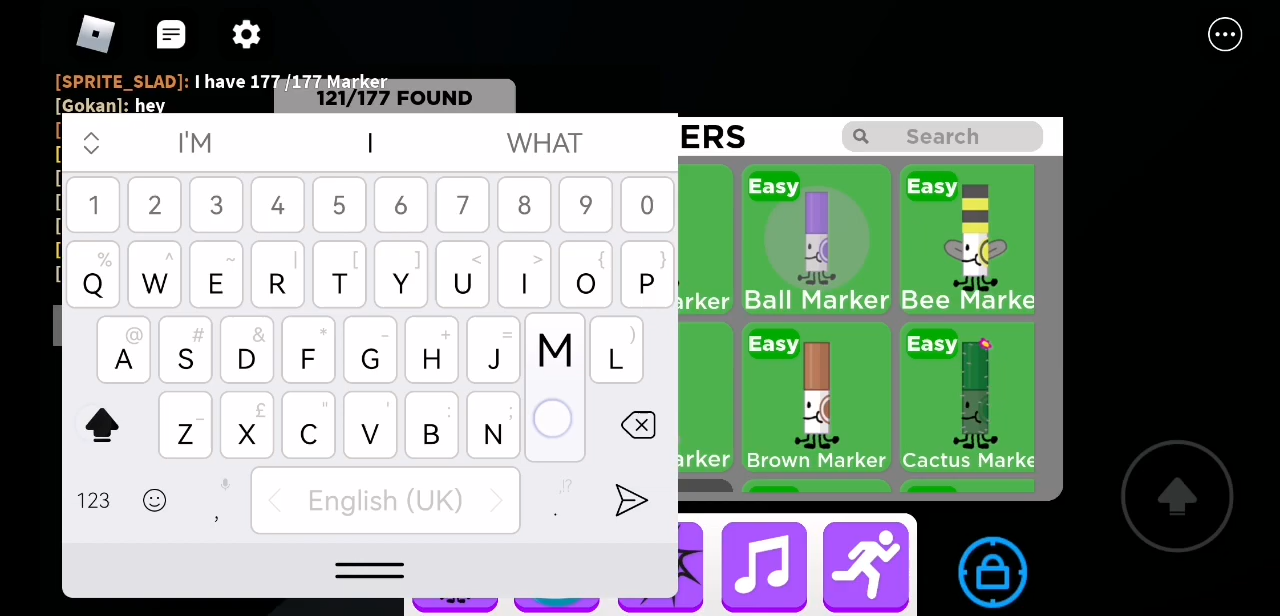 [SPRITE_SLAD]: I have 177 /177 Marker
[Gokan]: hey
121/177 FOUND
ERS
Search
I'M I WHAT
1 2 3 4 5 6 7 8 9 0
% ^ ~ | [ ] < > { }
Q W E R T Y U I O P
@ # & * - + = )
A S D F G H J M L
_ £ " ' : ;
Z X C V B N
123 , English (UK) ,!? .
Easy
Ball Marker
Easy
Bee Marke
arker
Easy
Brown Marker
Easy
Cactus Marke
arker